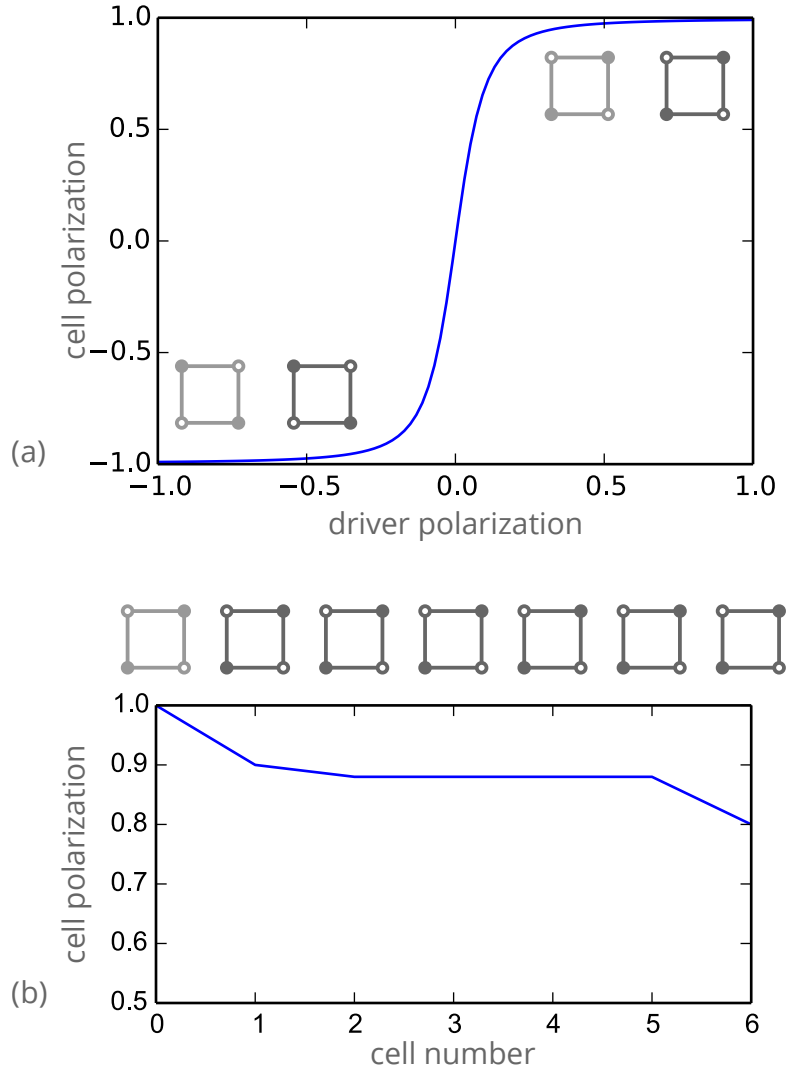 1.0
0.5
0.0
−0.5
−1.0
cell polarization
(a)
−1.0 −0.5 0.0 0.5 1.0
driver polarization
1.0
0.9
0.8
0.7
0.6
0.5
cell polarization
(b)
0 1 2 3 4 5 6
cell number